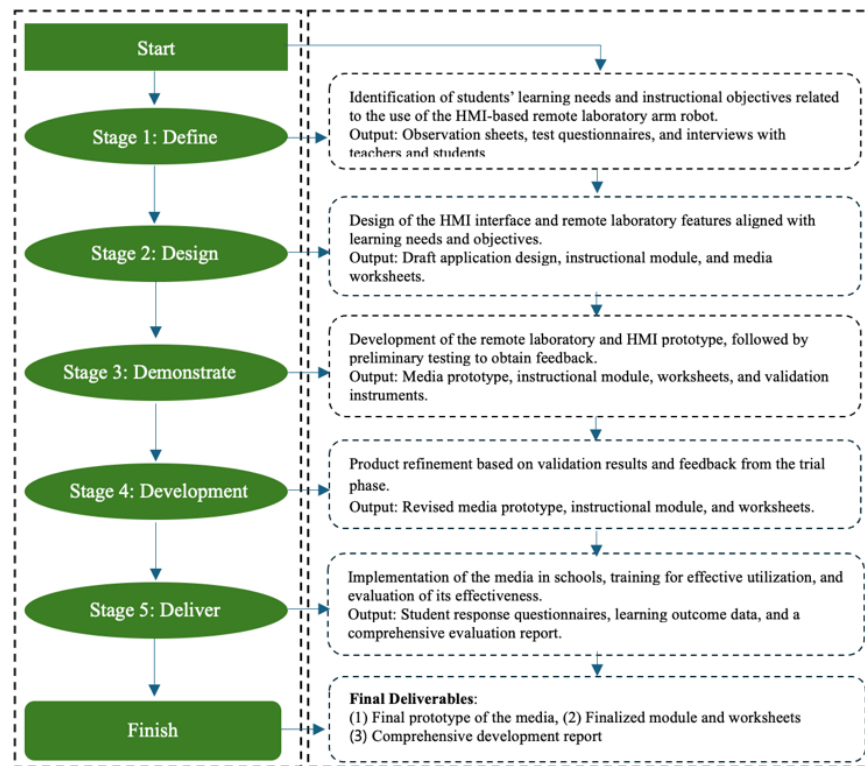 Start
Identification of students' learning needs and instructional objectives related
to the use of the HMI-based remote laboratory arm robot.
Output: Observation sheets, test questionnaires, and interviews with
teachers and students
Stage 1: Define
Design of the HMI interface and remote laboratory features aligned with
learning needs and objectives.
Output: Draft application design, instructional module, and media
worksheets.
Stage 2: Design
Development of the remote laboratory and HMI prototype, followed by
preliminary testing to obtain feedback.
Output: Media prototype, instructional module, worksheets, and validation
instruments.
Stage 3: Demonstrate
Product refinement based on validation results and feedback from the trial
phase.
Output: Revised media prototype, instructional module, and worksheets.
Stage 4: Development
Implementation of the media in schools, training for effective utilization, and
evaluation of its effectiveness.
Output: Student response questionnaires, learning outcome data, and a
comprehensive evaluation report.
Stage 5: Deliver
Final Deliverables:
(1) Final prototype of the media, (2) Finalized module and worksheets
(3) Comprehensive development report
Finish